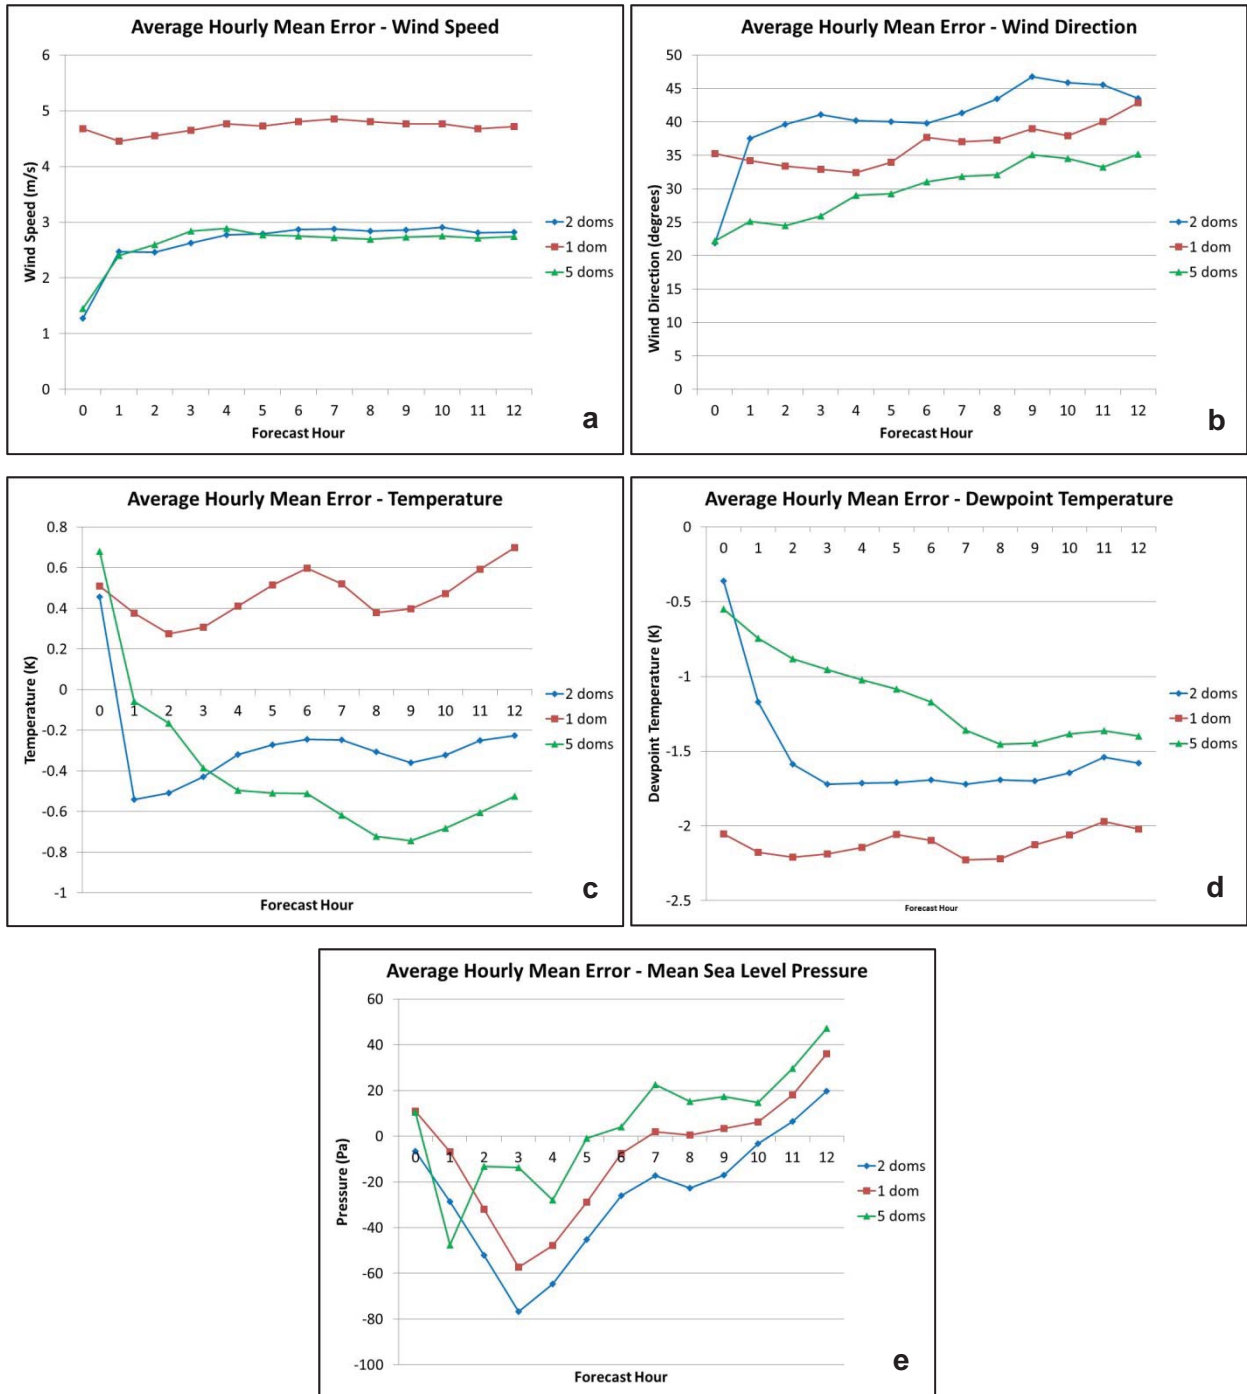 Average Hourly Mean Error - Wind Speed
6
5
4
3
2
1
0
Wind Speed (m/s)
0 1 2 3 4 5 6 7 8 9 10 11 12
Forecast Hour
2 doms
1 dom
5 doms
a
Average Hourly Mean Error - Wind Direction
50
45
40
35
30
25
20
15
10
5
0
Wind Direction (degrees)
0 1 2 3 4 5 6 7 8 9 10 11 12
Forecast Hour
2 doms
1 dom
5 doms
b
Average Hourly Mean Error - Temperature
0.8
0.6
0.4
0.2
0
-0.2
-0.4
-0.6
-0.8
-1
Temperature (K)
0 1 2 3 4 5 6 7 8 9 10 11 12
Forecast Hour
2 doms
1 dom
5 doms
c
Average Hourly Mean Error - Dewpoint Temperature
0
-0.5
-1
-1.5
-2
-2.5
Dewpoint Temperature (K)
0 1 2 3 4 5 6 7 8 9 10 11 12
Forecast Hour
2 doms
1 dom
5 doms
d
Average Hourly Mean Error - Mean Sea Level Pressure
60
40
20
0
-20
-40
-60
-80
-100
Pressure (Pa)
0 1 2 3 4 5 6 7 8 9 10 11 12
Forecast Hour
2 doms
1 dom
5 doms
e